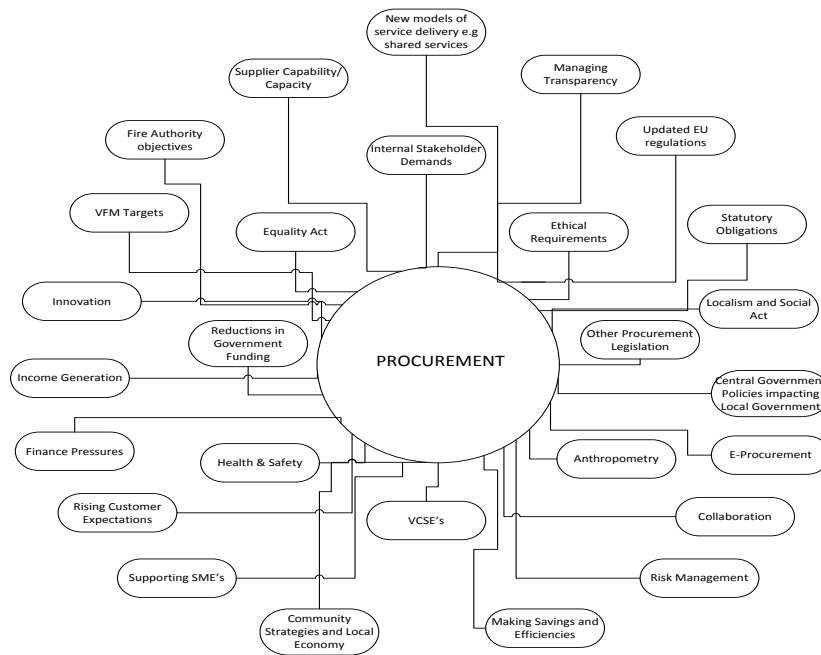 New models of
service delivery e.g
shared services
Supplier Capability/
Capacity
Managing
Transparency
Fire Authority
objectives
Internal Stakeholder
Demands
Updated EU
regulations
VFM Targets
Equality Act
Ethical
Requirements
Statutory
Obligations
Innovation
Localism and Social
Act
Reductions in
Government
Funding
PROCUREMENT
Other Procurement
Legislation
Income Generation
Central Government
Policies impacting
Local Government
Finance Pressures
Health & Safety
Anthropometry
E-Procurement
Rising Customer
Expectations
VCSE's
Collaboration
Supporting SME's
Risk Management
Community
Strategies and Local
Economy
Making Savings and
Efficiencies